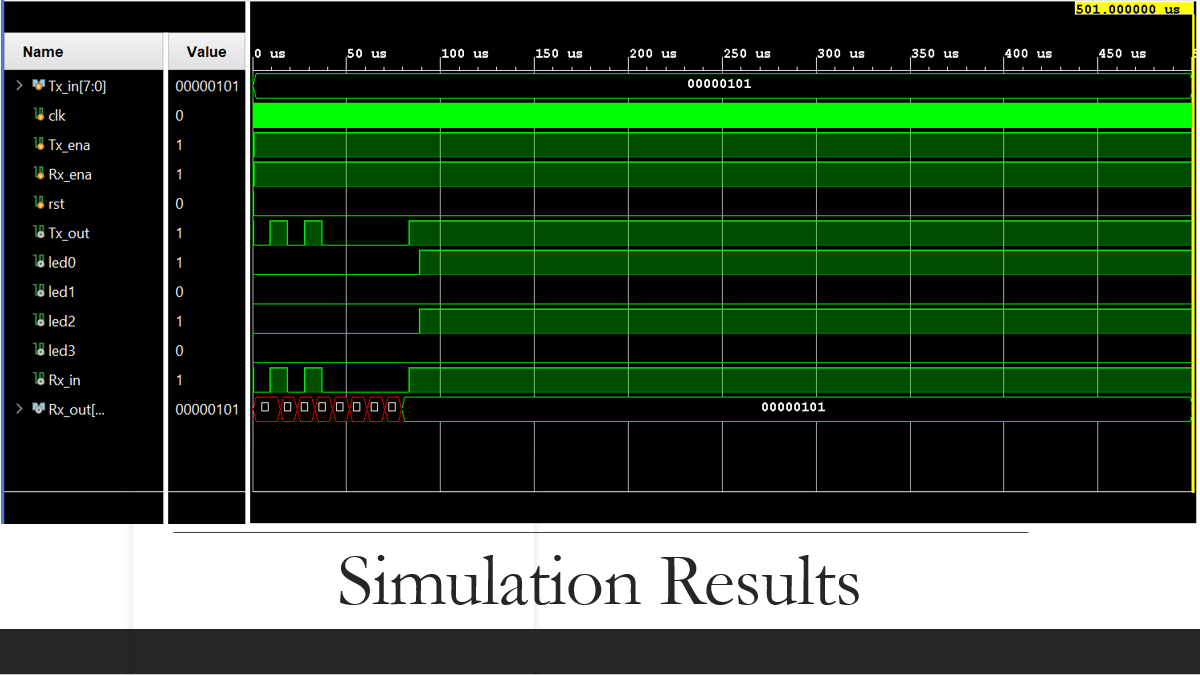 501.000000 us
Name Value
0 us 50 us 100 us 150 us 200 us 250 us 300 us 350 us 400 us 450 us
Tx_in[7:0] 00000101 00000101
clk 0
Tx_ena 1
Rx_ena 1
rst 0
Tx_out 1
led0 1
led1 0
led2 1
led3 0
Rx_in 1
Rx_out[... 00000101 00000101
Simulation Results